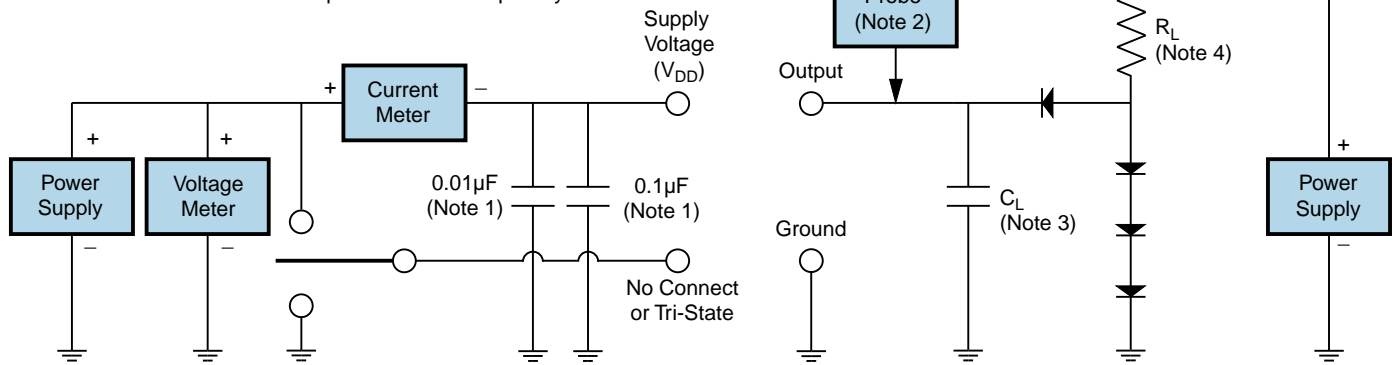 Supply
Voltage
(VDD)
(Note 2)
RL
(Note 4)
Output
+
Current
Meter
–
+
+
+
Power
Supply
Voltage
Meter
0.01µF
(Note 1)
0.1µF
(Note 1)
CL
(Note 3)
Power
Supply
–
–
Ground
–
No Connect
or Tri-State